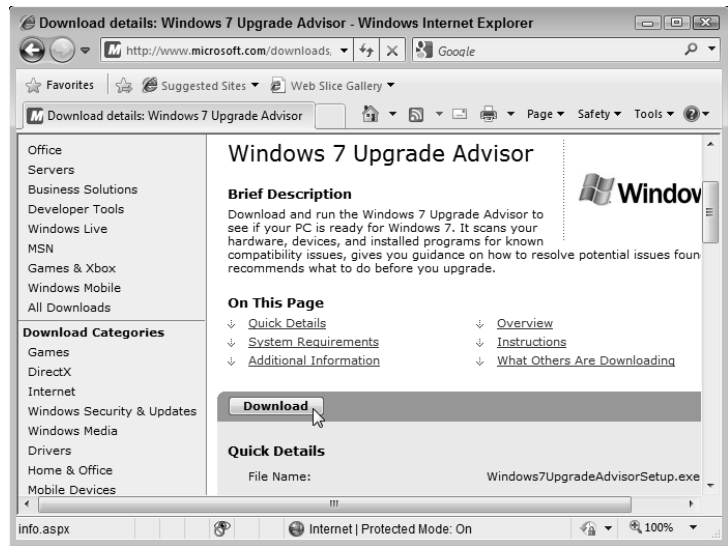 Download details: Windows 7 Upgrade Advisor - Windows Internet Explorer
http://www.microsoft.com/downloads,
Google
Favorites
Suggested Sites
Web Slice Gallery
Download details: Windows 7 Upgrade Advisor
Page
Safety
Tools
Office
Servers
Business Solutions
Developer Tools
Windows Live
MSN
Games & Xbox
Windows Mobile
All Downloads
Download Categories
Games
DirectX
Internet
Windows Security & Updates
Windows Media
Drivers
Home & Office
Mobile Devices
Windows 7 Upgrade Advisor
Window
Brief Description
Download and run the Windows 7 Upgrade Advisor to
see if your PC is ready for Windows 7. It scans your
hardware, devices, and installed programs for known
compatibility issues, gives you guidance on how to resolve potential issues foun
recommends what to do before you upgrade.
On This Page
Quick Details
Overview
System Requirements
Instructions
Additional Information
What Others Are Downloading
Download
Quick Details
File Name:
Windows7UpgradeAdvisorSetup.exe
info.aspx
Internet | Protected Mode: On
100%